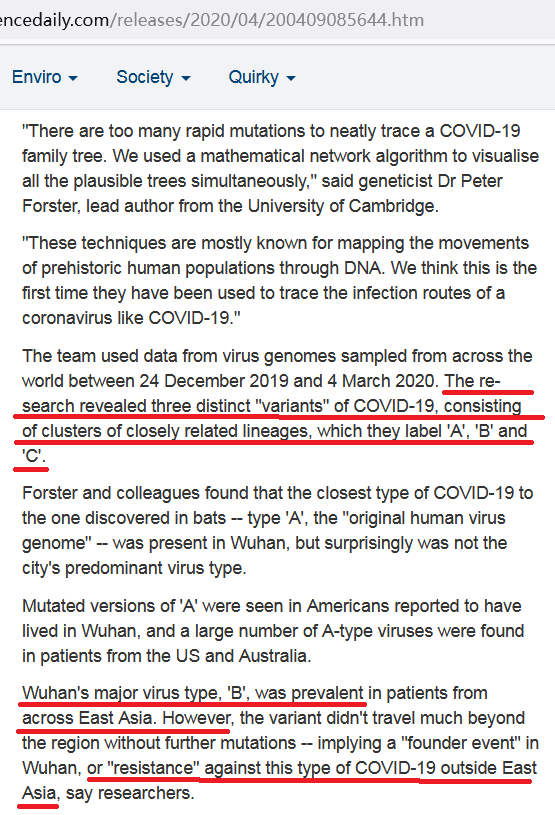 encedaily.com/releases/2020/04/200409085644.htm
Enviro Society Quirky
"There are too many rapid mutations to neatly trace a COVID-19
family tree. We used a mathematical network algorithm to visualise
all the plausible trees simultaneously," said geneticist Dr Peter
Forster, lead author from the University of Cambridge.
"These techniques are mostly known for mapping the movements
of prehistoric human populations through DNA. We think this is the
first time they have been used to trace the infection routes of a
coronavirus like COVID-19."
The team used data from virus genomes sampled from across the
world between 24 December 2019 and 4 March 2020. The re-
search revealed three distinct "variants" of COVID-19, consisting
of clusters of closely related lineages, which they label 'A', 'B' and
'C'.
Forster and colleagues found that the closest type of COVID-19 to
the one discovered in bats -- type 'A', the "original human virus
genome" -- was present in Wuhan, but surprisingly was not the
city's predominant virus type.
Mutated versions of 'A' were seen in Americans reported to have
lived in Wuhan, and a large number of A-type viruses were found
in patients from the US and Australia.
Wuhan's major virus type, 'B', was prevalent in patients from
across East Asia. However, the variant didn't travel much beyond
the region without further mutations -- implying a "founder event" in
Wuhan, or "resistance" against this type of COVID-19 outside East
Asia, say researchers.